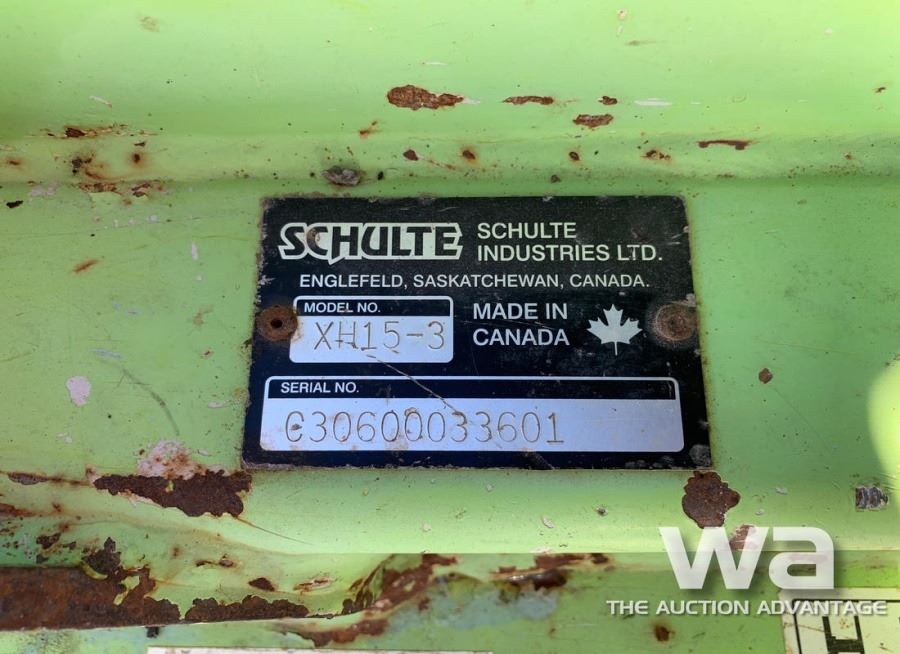 SCHULTE
SCHULTE
INDUSTRIES LTD.
ENGLEFELD, SASKATCHEWAN, CANADA.
MODEL NO.
XH15-3
MADE IN
CANADA
SERIAL NO.
C30600033601
wa
THE AUCTION ADVANTAGE